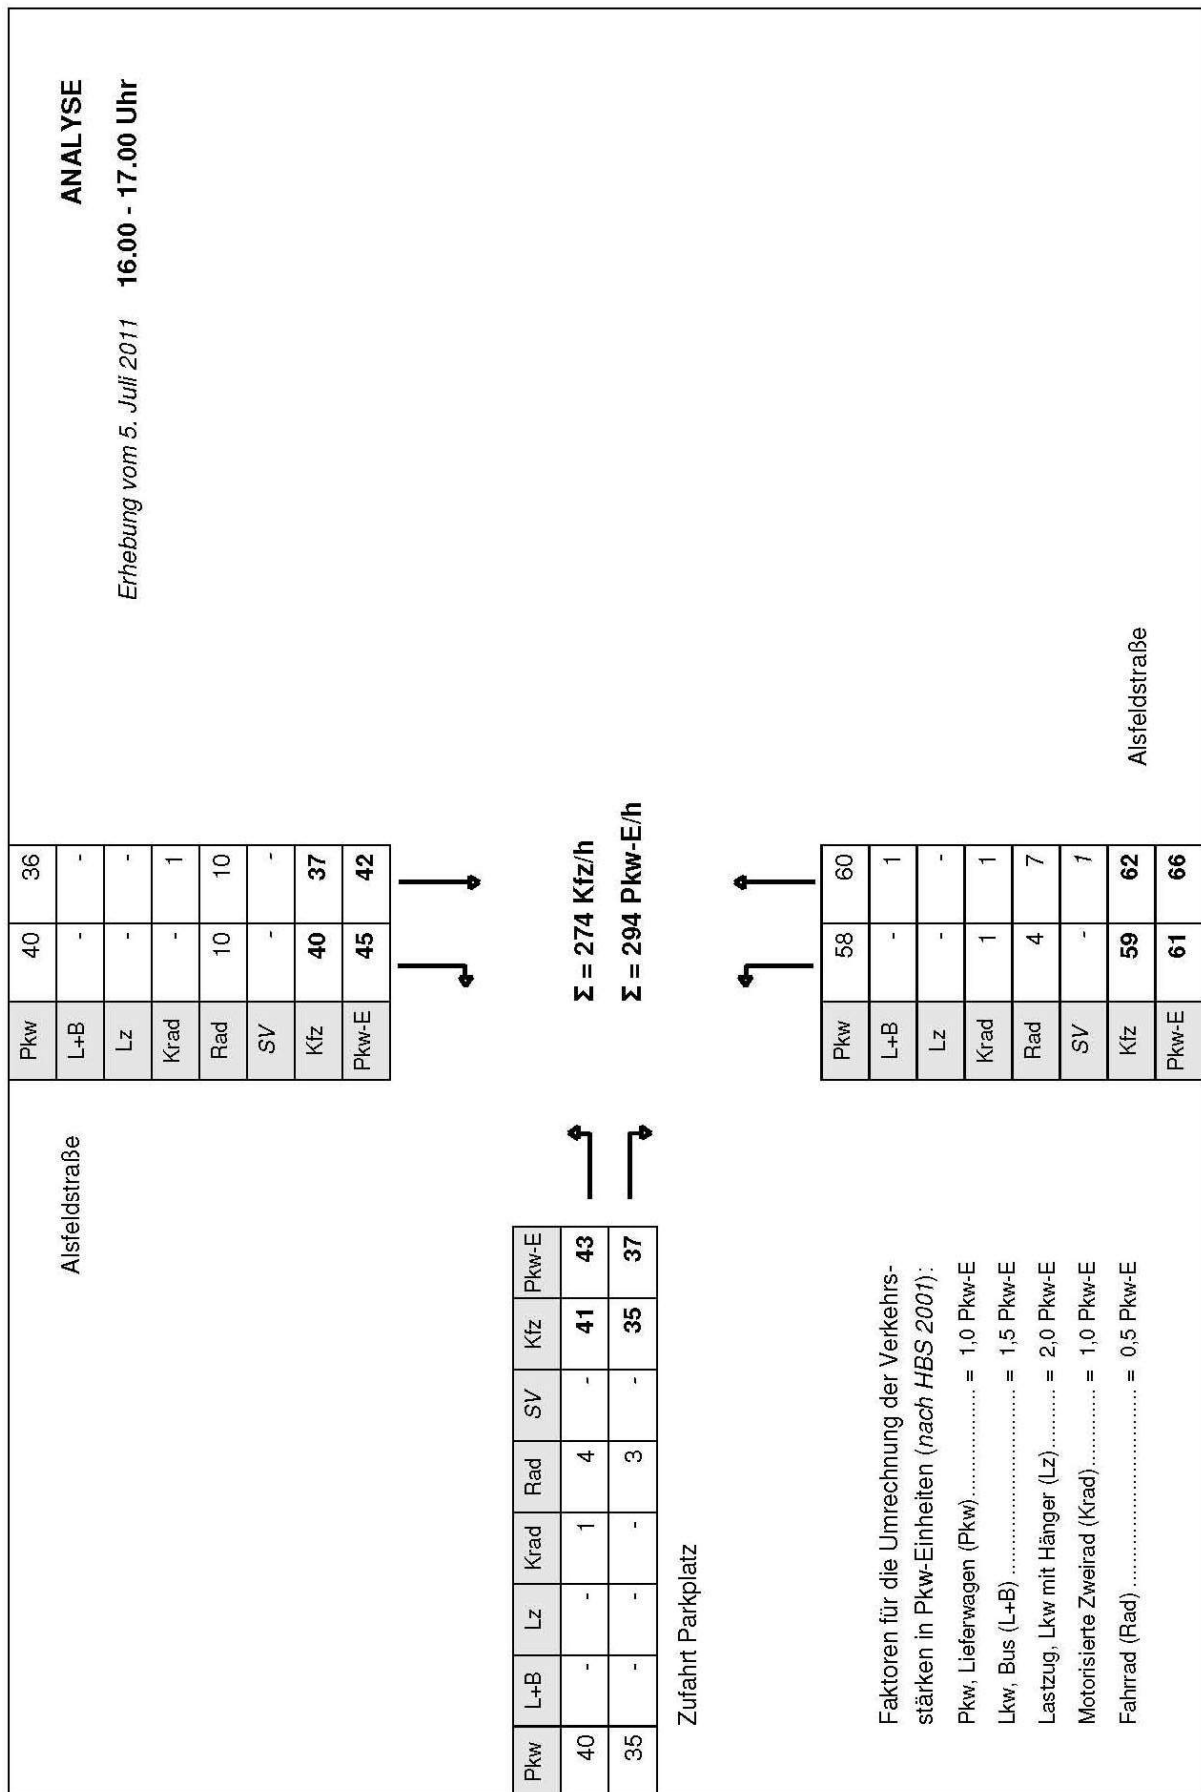 ANALYSE
Erhebung vom 5. Juli 2011 16.00 - 17.00 Uhr
Alsfeldstraße
Pkw 40 36
L+B - -
Lz - -
Krad - 1
Rad 10 10
SV - -
Kfz 40 37
Pkw-E 45 42
Pkw L+B Lz Krad Rad SV Kfz Pkw-E
40 - - 1 4 - 41 43
35 - - - 3 - 35 37
Zufahrt Parkplatz
Σ = 274 Kfz/h
Σ = 294 Pkw-E/h
Pkw 58 60
L+B - 1
Lz - -
Krad 1 1
Rad 4 7
SV - 1
Kfz 59 62
Pkw-E 61 66
Alsfeldstraße
Faktoren für die Umrechnung der Verkehrs-
stärken in Pkw-Einheiten (nach HBS 2001):
Pkw, Lieferwagen (Pkw)................. = 1,0 Pkw-E
Lkw, Bus (L+B) .............................. = 1,5 Pkw-E
Lastzug, Lkw mit Hänger (Lz).......... = 2,0 Pkw-E
Motorisierte Zweirad (Krad)............ = 1,0 Pkw-E
Fahrrad (Rad) ................................ = 0,5 Pkw-E